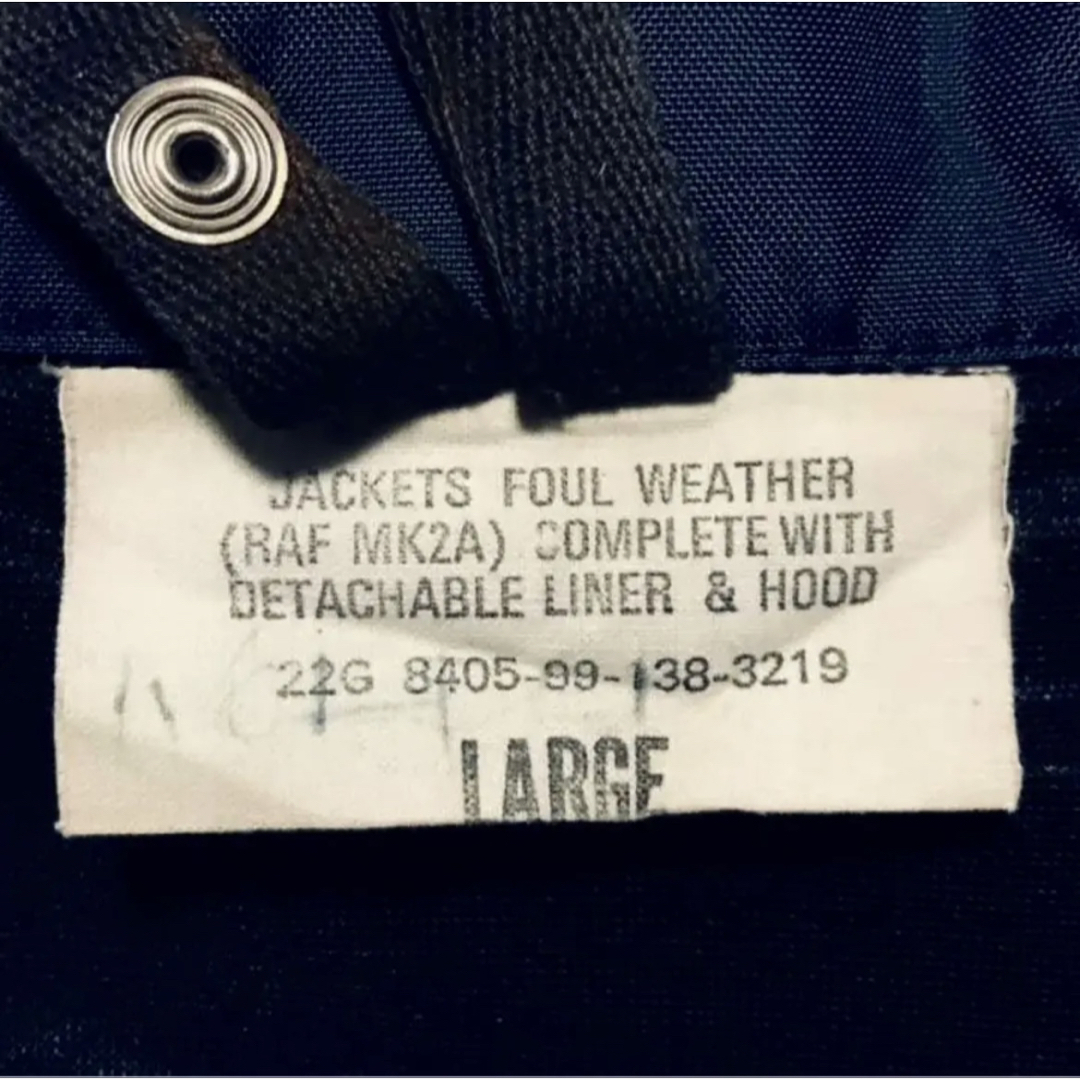 JACKETS FOUL WEATHER
(RAF MK2A) COMPLETE WITH
DETACHABLE LINER & HOOD
22G 8405-99-138-3219
LARGE